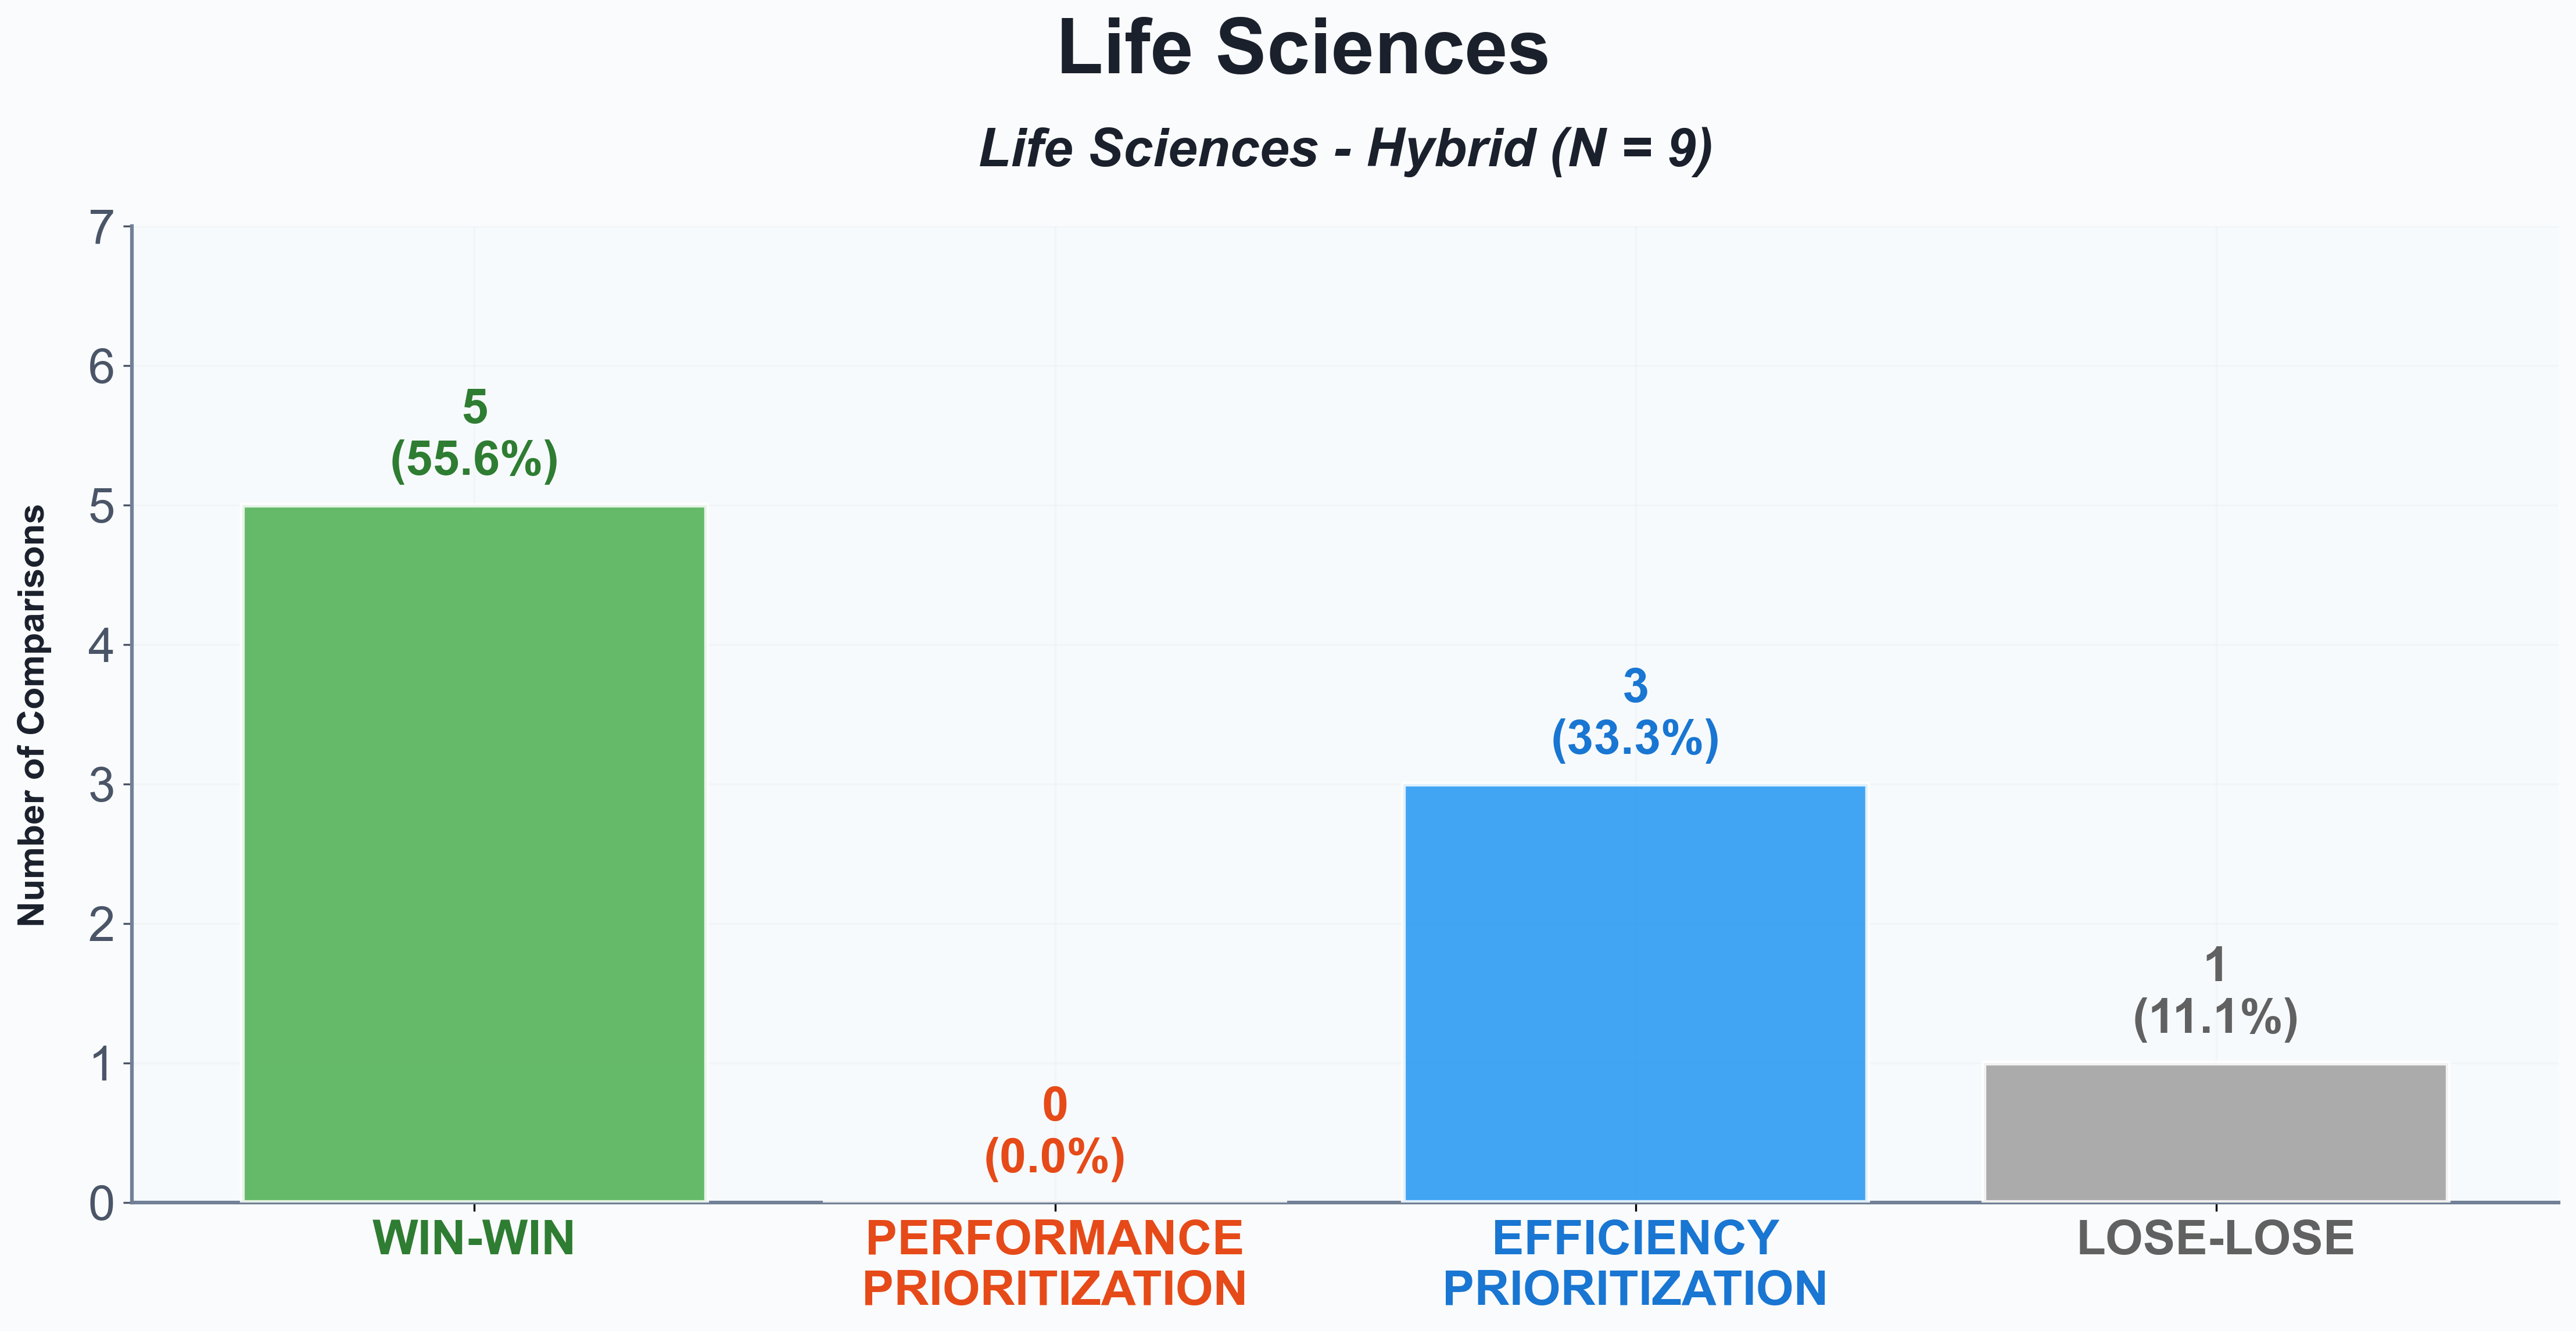 Life Sciences
Life Sciences - Hybrid (N = 9)
Number of Comparisons
7
6
5
4
3
2
1
0
5
(55.6%)
0
(0.0%)
3
(33.3%)
1
(11.1%)
WIN-WIN
PERFORMANCE
PRIORITIZATION
EFFICIENCY
PRIORITIZATION
LOSE-LOSE